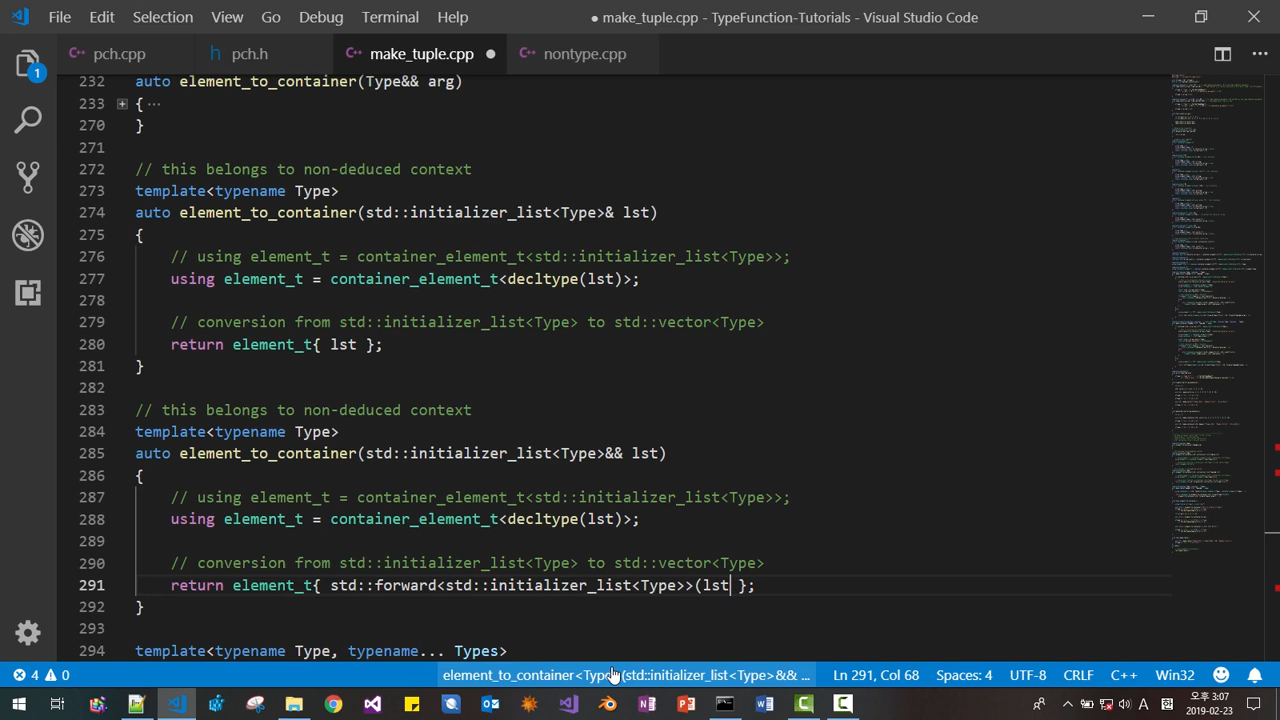 File Edit Selection View Go Debug Terminal Help ● make_tuple.cpp - TypeFunction-Tutorials - Visual Studio Code
pch.cpp pch.h make_tuple.cpp nontype.cpp
1
232 auto element_to_container(Type&& arg)
233 { ···
270 }
271
272 // this belongs to non-deduced context
273 template<typename Type>
274 auto element_to_container(std::initializer_list<Type>& lst)
275 {
276 // using element_t = container_element_t<std::initializer_list<Type>>;
277 using element_t = container_element_t<decltype(lst)>;
278
279 // conversion from std::initializer_list<Type> to std::vector<Type>
280 return element_t{ lst };
281 }
282
283 // this belongs to non-deduced context
284 template<typename Type>
285 auto element_to_container(std::initializer_list<Type>&& lst)
286 {
287 // using element_t = container_element_t<std::initializer_list<Type>>;
288 using element_t = container_element_t<decltype(lst)>;
289
290 // conversion from std::initializer_list<Type> to std::vector<Type>
291 return element_t{ std::forward<std::initializer_list<Type>>(lst };
292 }
293
294 template<typename Type, typename... Types>
4 0 element_to_container<Type>(std::initializer_list<Type>&& ... Ln 291, Col 68 Spaces: 4 UTF-8 CRLF C++ Win32
A 오후 3:07
2019-02-23